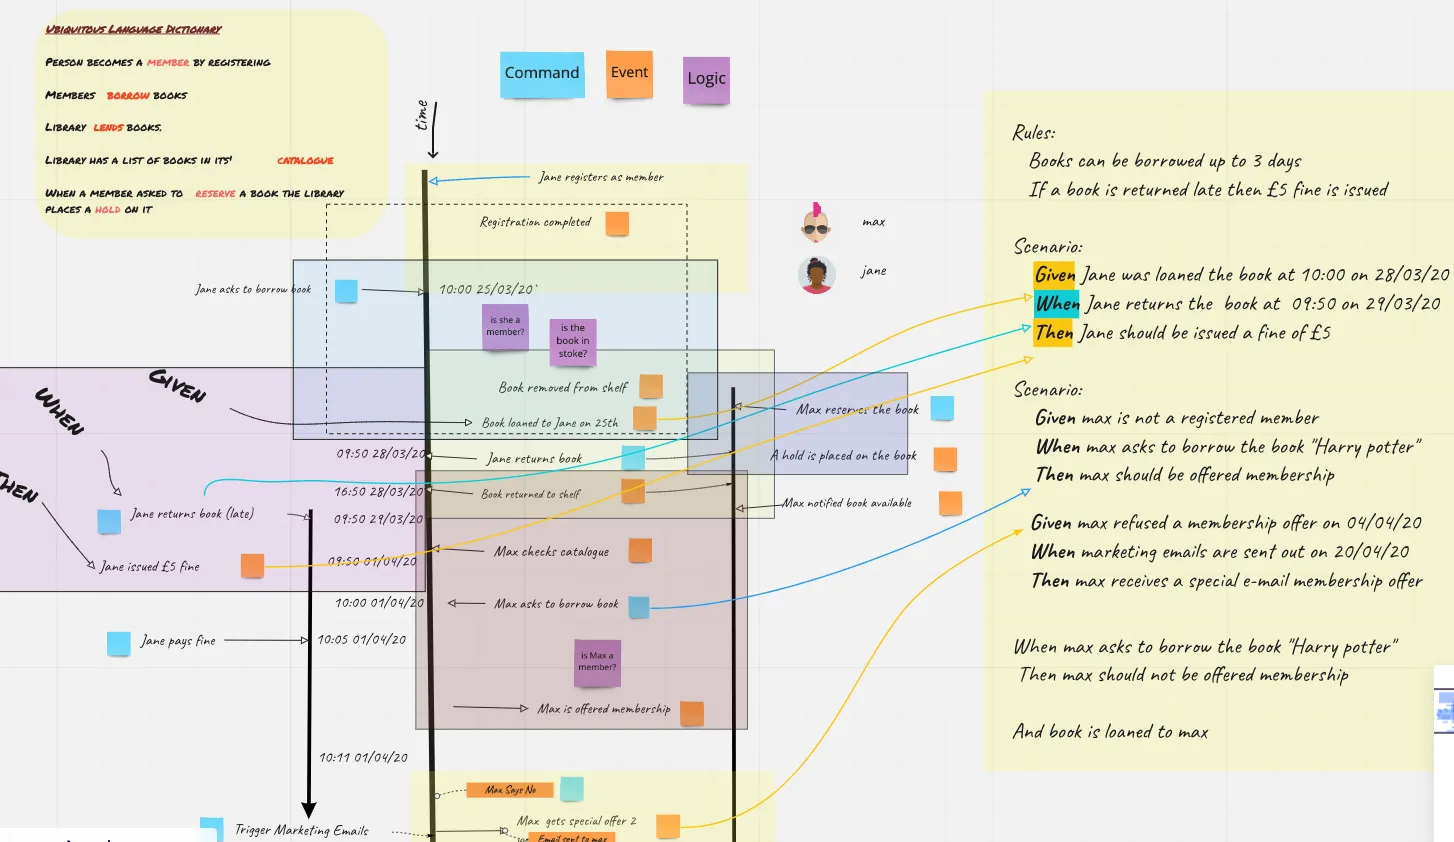 UBIQUITOUS LANGUAGE DICTIONARY
PERSON BECOMES A MEMBER BY REGISTERING
MEMBERS BORROW BOOKS
LIBRARY LENDS BOOKS.
LIBRARY HAS A LIST OF BOOKS IN ITS' CATALOGUE
WHEN A MEMBER ASKED TO RESERVE A BOOK THE LIBRARY
PLACES A HOLD ON IT
Command
Event
Logic
time
Jane registers as member
Registration completed
Jane asks to borrow book
10:00 25/03/20`
is she a
member?
is the
book in
stoke?
Book removed from shelf
Book loaned to Jane on 25th
GIVEN
WHEN
THEN
09:50 28/03/20
Jane returns book
16:50 28/03/20
Book returned to shelf
Jane returns book (late)
09:50 29/03/20
Jane issued £5 fine
09:50 01/04/20
Max checks catalogue
10:00 01/04/20
Max asks to borrow book
Jane pays fine
10:05 01/04/20
is Max a
member?
Max is offered membership
10:11 01/04/20
Max Says No
Max gets special offer 2
Email sent to max
Trigger Marketing Emails
max
jane
Max reserves the book
A hold is placed on the book
Max notified book available
Rules:
Books can be borrowed up to 3 days
If a book is returned late then £5 fine is issued
Scenario:
Given Jane was loaned the book at 10:00 on 28/03/20
When Jane returns the book at 09:50 on 29/03/20
Then Jane should be issued a fine of £5
Scenario:
Given max is not a registered member
When max asks to borrow the book "Harry potter"
Then max should be offered membership
Given max refused a membership offer on 04/04/20
When marketing emails are sent out on 20/04/20
Then max receives a special e-mail membership offer
When max asks to borrow the book "Harry potter"
Then max should not be offered membership
And book is loaned to max